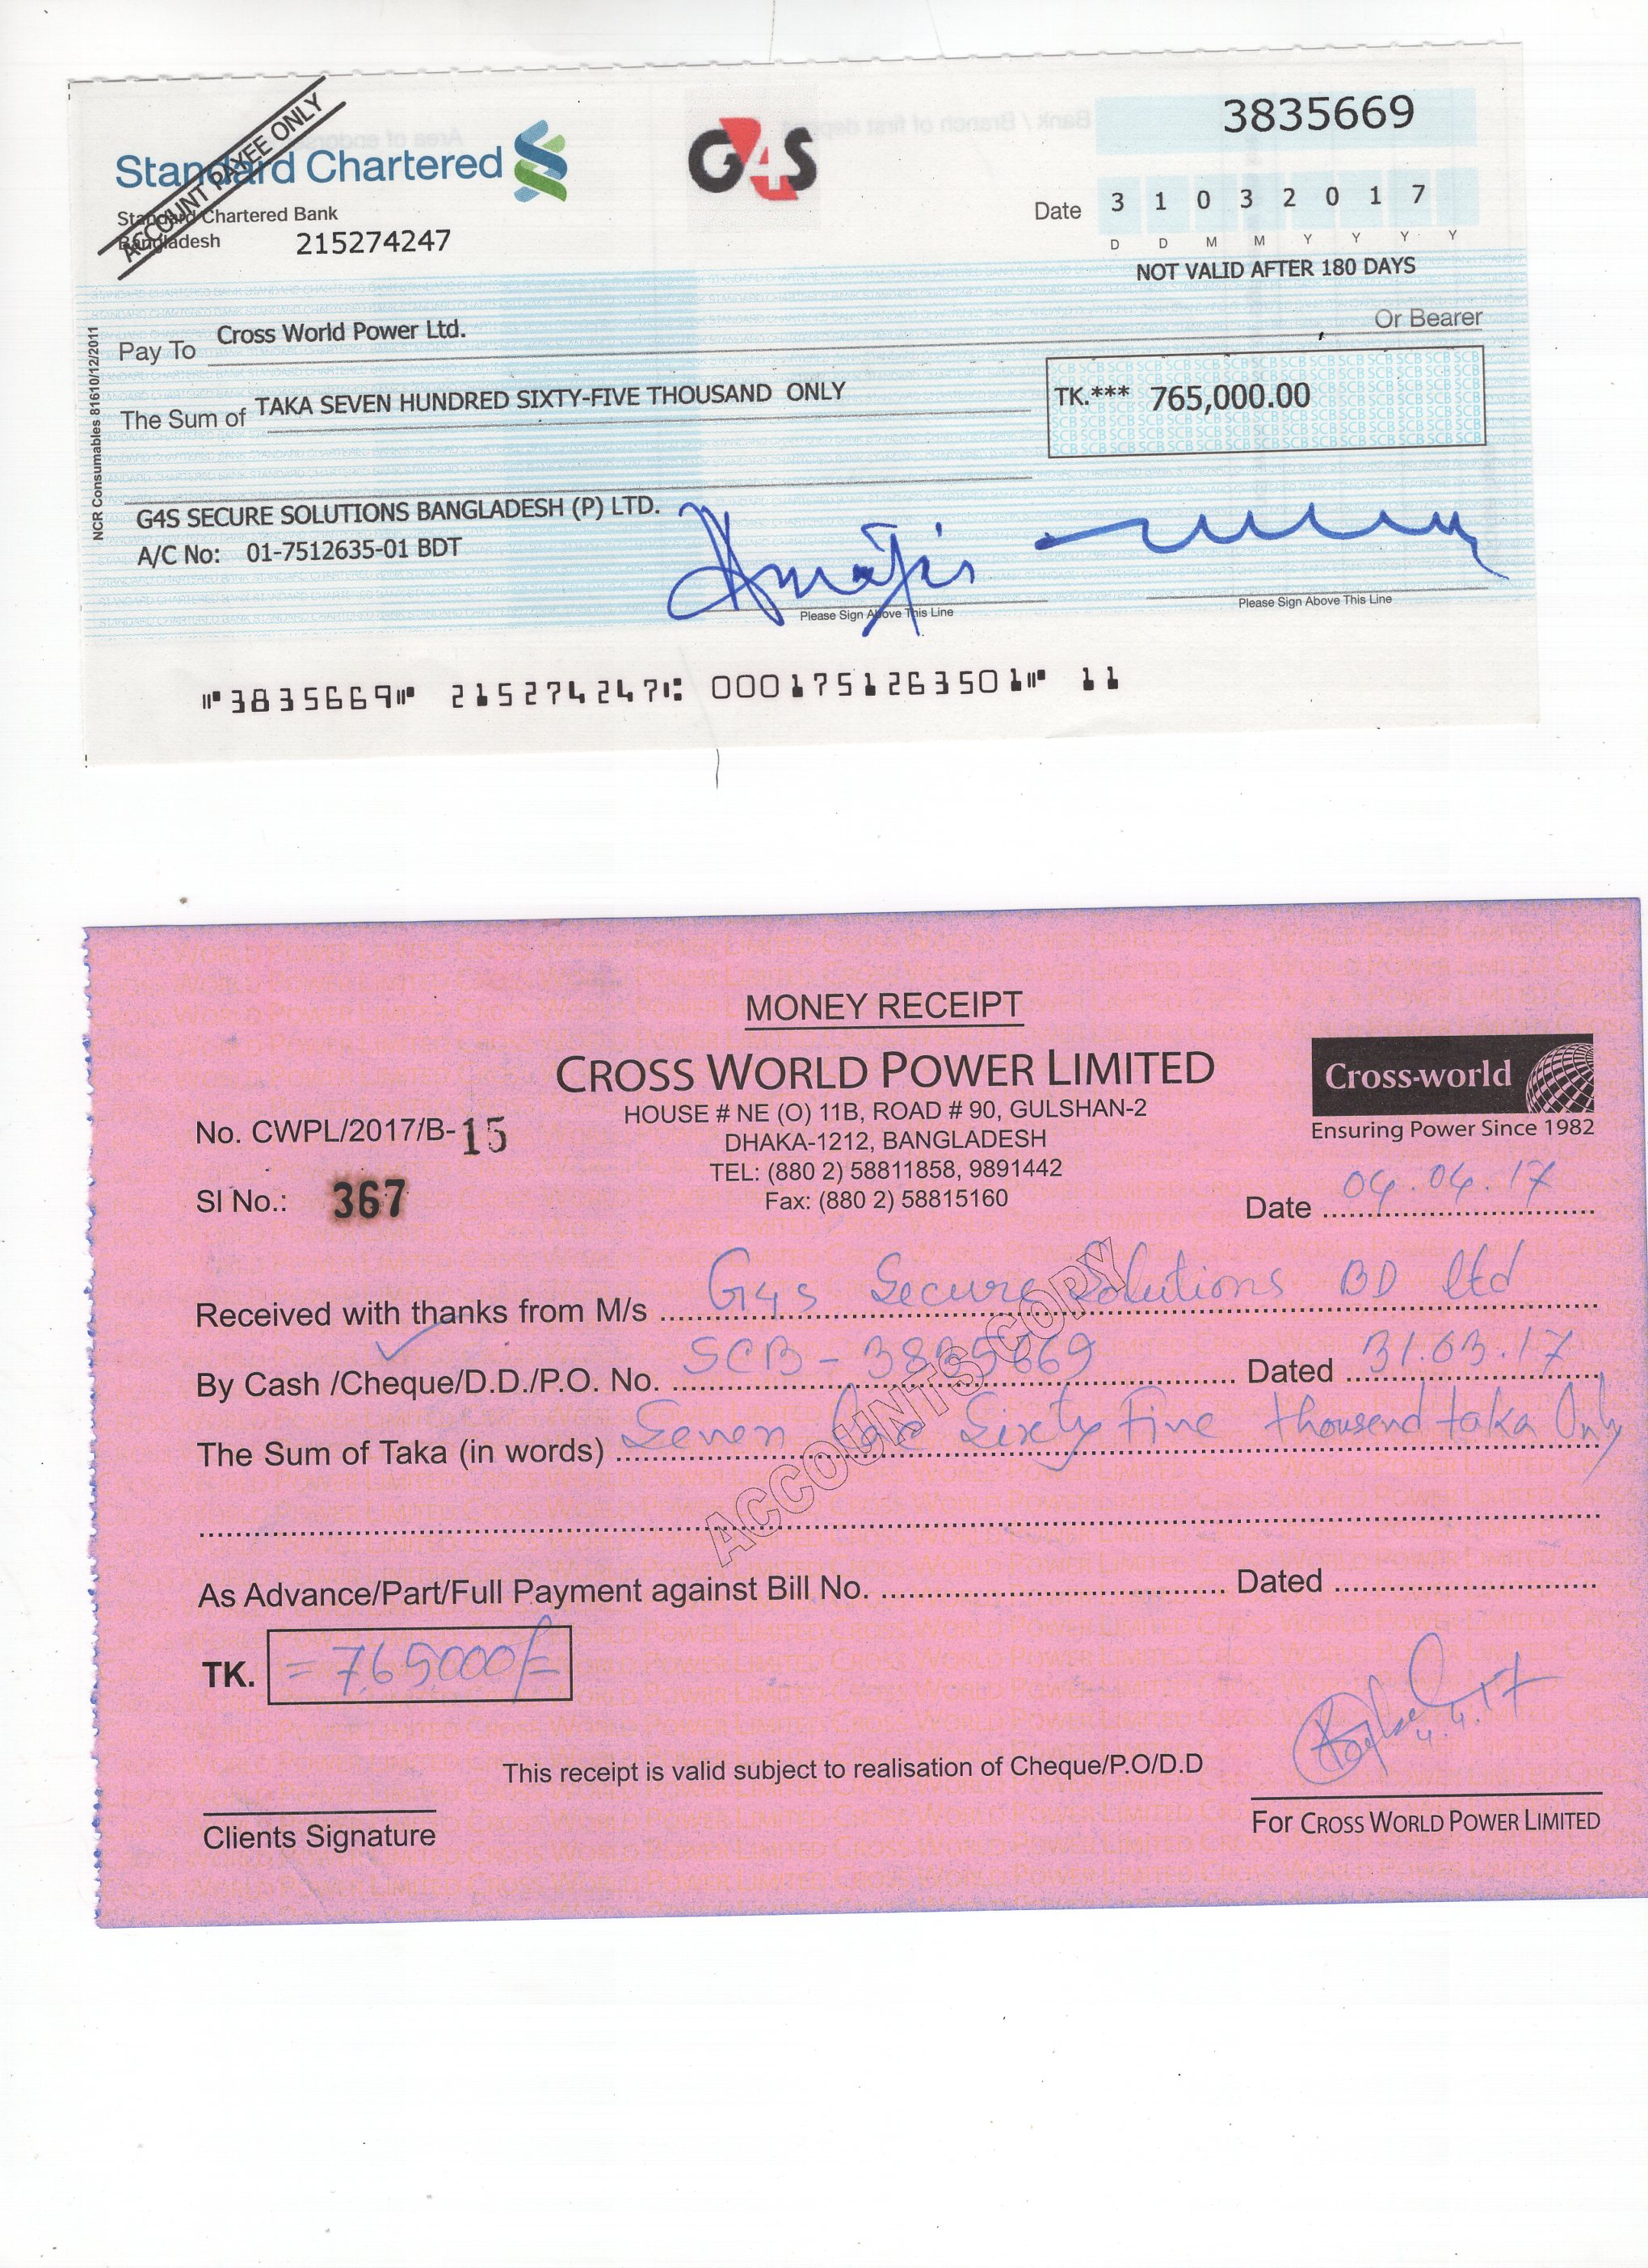 ACCOUNT PAYEE ONLY
Standard Chartered
G4S
3835669
Standard Chartered Bank
Bangladesh
215274247
Date 3 1 0 3 2 0 1 7
D D M M Y Y Y Y
NOT VALID AFTER 180 DAYS
Pay To Cross World Power Ltd. Or Bearer
The Sum of TAKA SEVEN HUNDRED SIXTY-FIVE THOUSAND ONLY
TK.*** 765,000.00
NCR Consumables 81610/12/2011
G4S SECURE SOLUTIONS BANGLADESH (P) LTD.
A/C No: 01-7512635-01 BDT
Please Sign Above This Line
Please Sign Above This Line
⑈3835669⑈ 215274247⑆ 0001751263501⑈ 11
MONEY RECEIPT
CROSS WORLD POWER LIMITED
HOUSE # NE (O) 11B, ROAD # 90, GULSHAN-2
DHAKA-1212, BANGLADESH
TEL: (880 2) 58811858, 9891442
Fax: (880 2) 58815160
Cross-world
Ensuring Power Since 1982
No. CWPL/2017/B-15
Sl No.: 367
Date 04.04.17
Received with thanks from M/s G4s Secure Solutions BD ltd
By Cash /Cheque/D.D./P.O. No. SCB - 3835669 Dated 31.03.17
The Sum of Taka (in words) Seven Lac Sixty Five thousend taka Only
ACCOUNTS COPY
As Advance/Part/Full Payment against Bill No. Dated
TK. = 765000/=
4.4.17
This receipt is valid subject to realisation of Cheque/P.O/D.D
Clients Signature
For CROSS WORLD POWER LIMITED